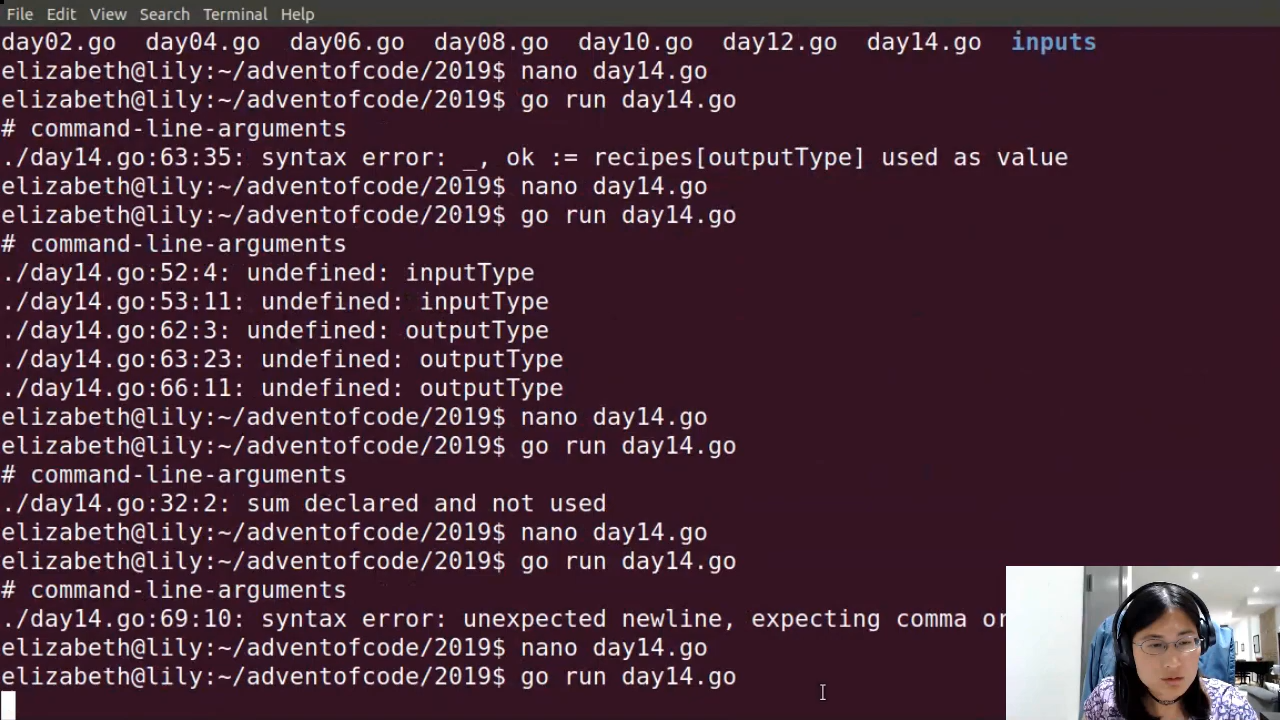 File Edit View Search Terminal Help
day02.go day04.go day06.go day08.go day10.go day12.go day14.go inputs
elizabeth@lily:~/adventofcode/2019$ nano day14.go
elizabeth@lily:~/adventofcode/2019$ go run day14.go
# command-line-arguments
./day14.go:63:35: syntax error: _, ok := recipes[outputType] used as value
elizabeth@lily:~/adventofcode/2019$ nano day14.go
elizabeth@lily:~/adventofcode/2019$ go run day14.go
# command-line-arguments
./day14.go:52:4: undefined: inputType
./day14.go:53:11: undefined: inputType
./day14.go:62:3: undefined: outputType
./day14.go:63:23: undefined: outputType
./day14.go:66:11: undefined: outputType
elizabeth@lily:~/adventofcode/2019$ nano day14.go
elizabeth@lily:~/adventofcode/2019$ go run day14.go
# command-line-arguments
./day14.go:32:2: sum declared and not used
elizabeth@lily:~/adventofcode/2019$ nano day14.go
elizabeth@lily:~/adventofcode/2019$ go run day14.go
# command-line-arguments
./day14.go:69:10: syntax error: unexpected newline, expecting comma or
elizabeth@lily:~/adventofcode/2019$ nano day14.go
elizabeth@lily:~/adventofcode/2019$ go run day14.go